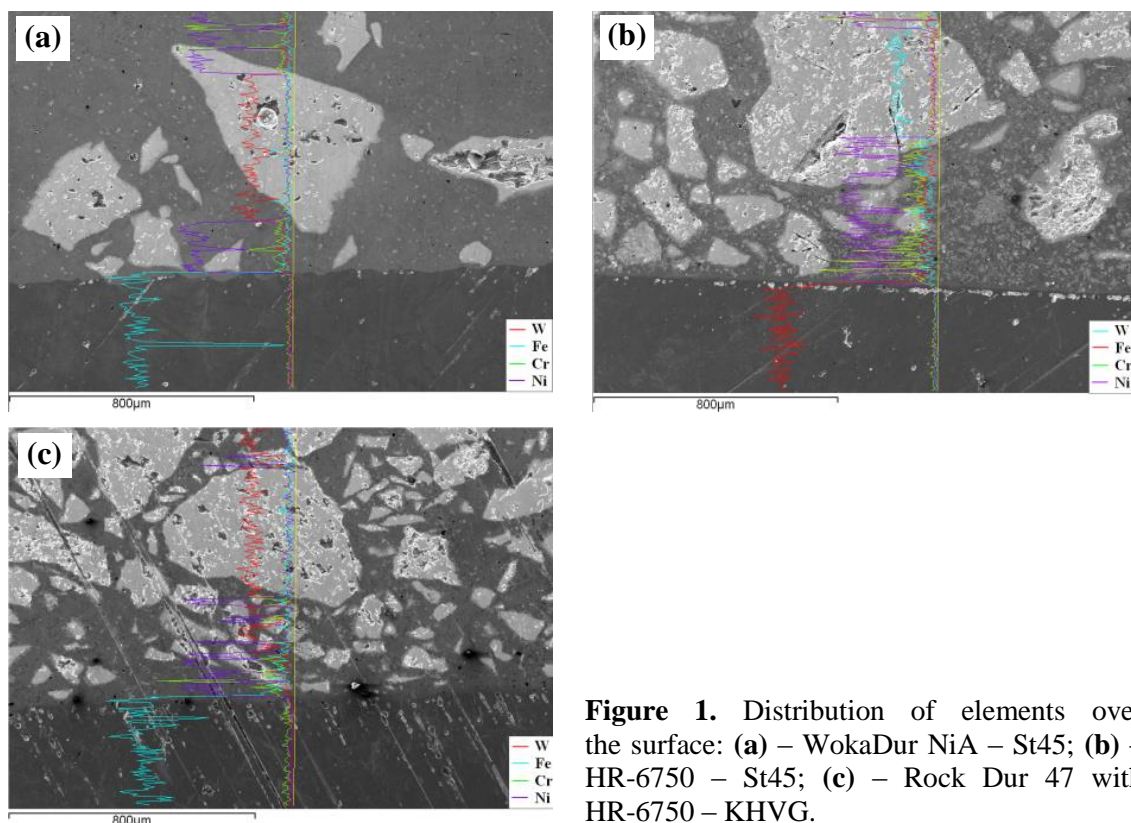 (a)
W
Fe
Cr
Ni
800µm
(b)
W
Fe
Cr
Ni
800µm
(c)
W
Fe
Cr
Ni
800µm
Figure 1. Distribution of elements ove
the surface: (a) – WokaDur NiA – St45; (b) -
HR-6750 – St45; (c) – Rock Dur 47 with
HR-6750 – KHVG.